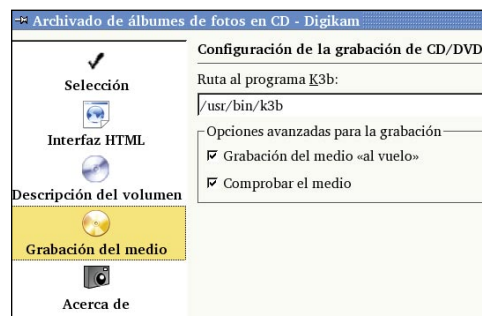 Archivado de álbumes de fotos en CD - Digikam
Selección
Interfaz HTML
Descripción del volumen
Grabación del medio
Acerca de
Configuración de la grabación de CD/DVD
Ruta al programa K3b:
/usr/bin/k3b
Opciones avanzadas para la grabación
Grabación del medio «al vuelo»
Comprobar el medio